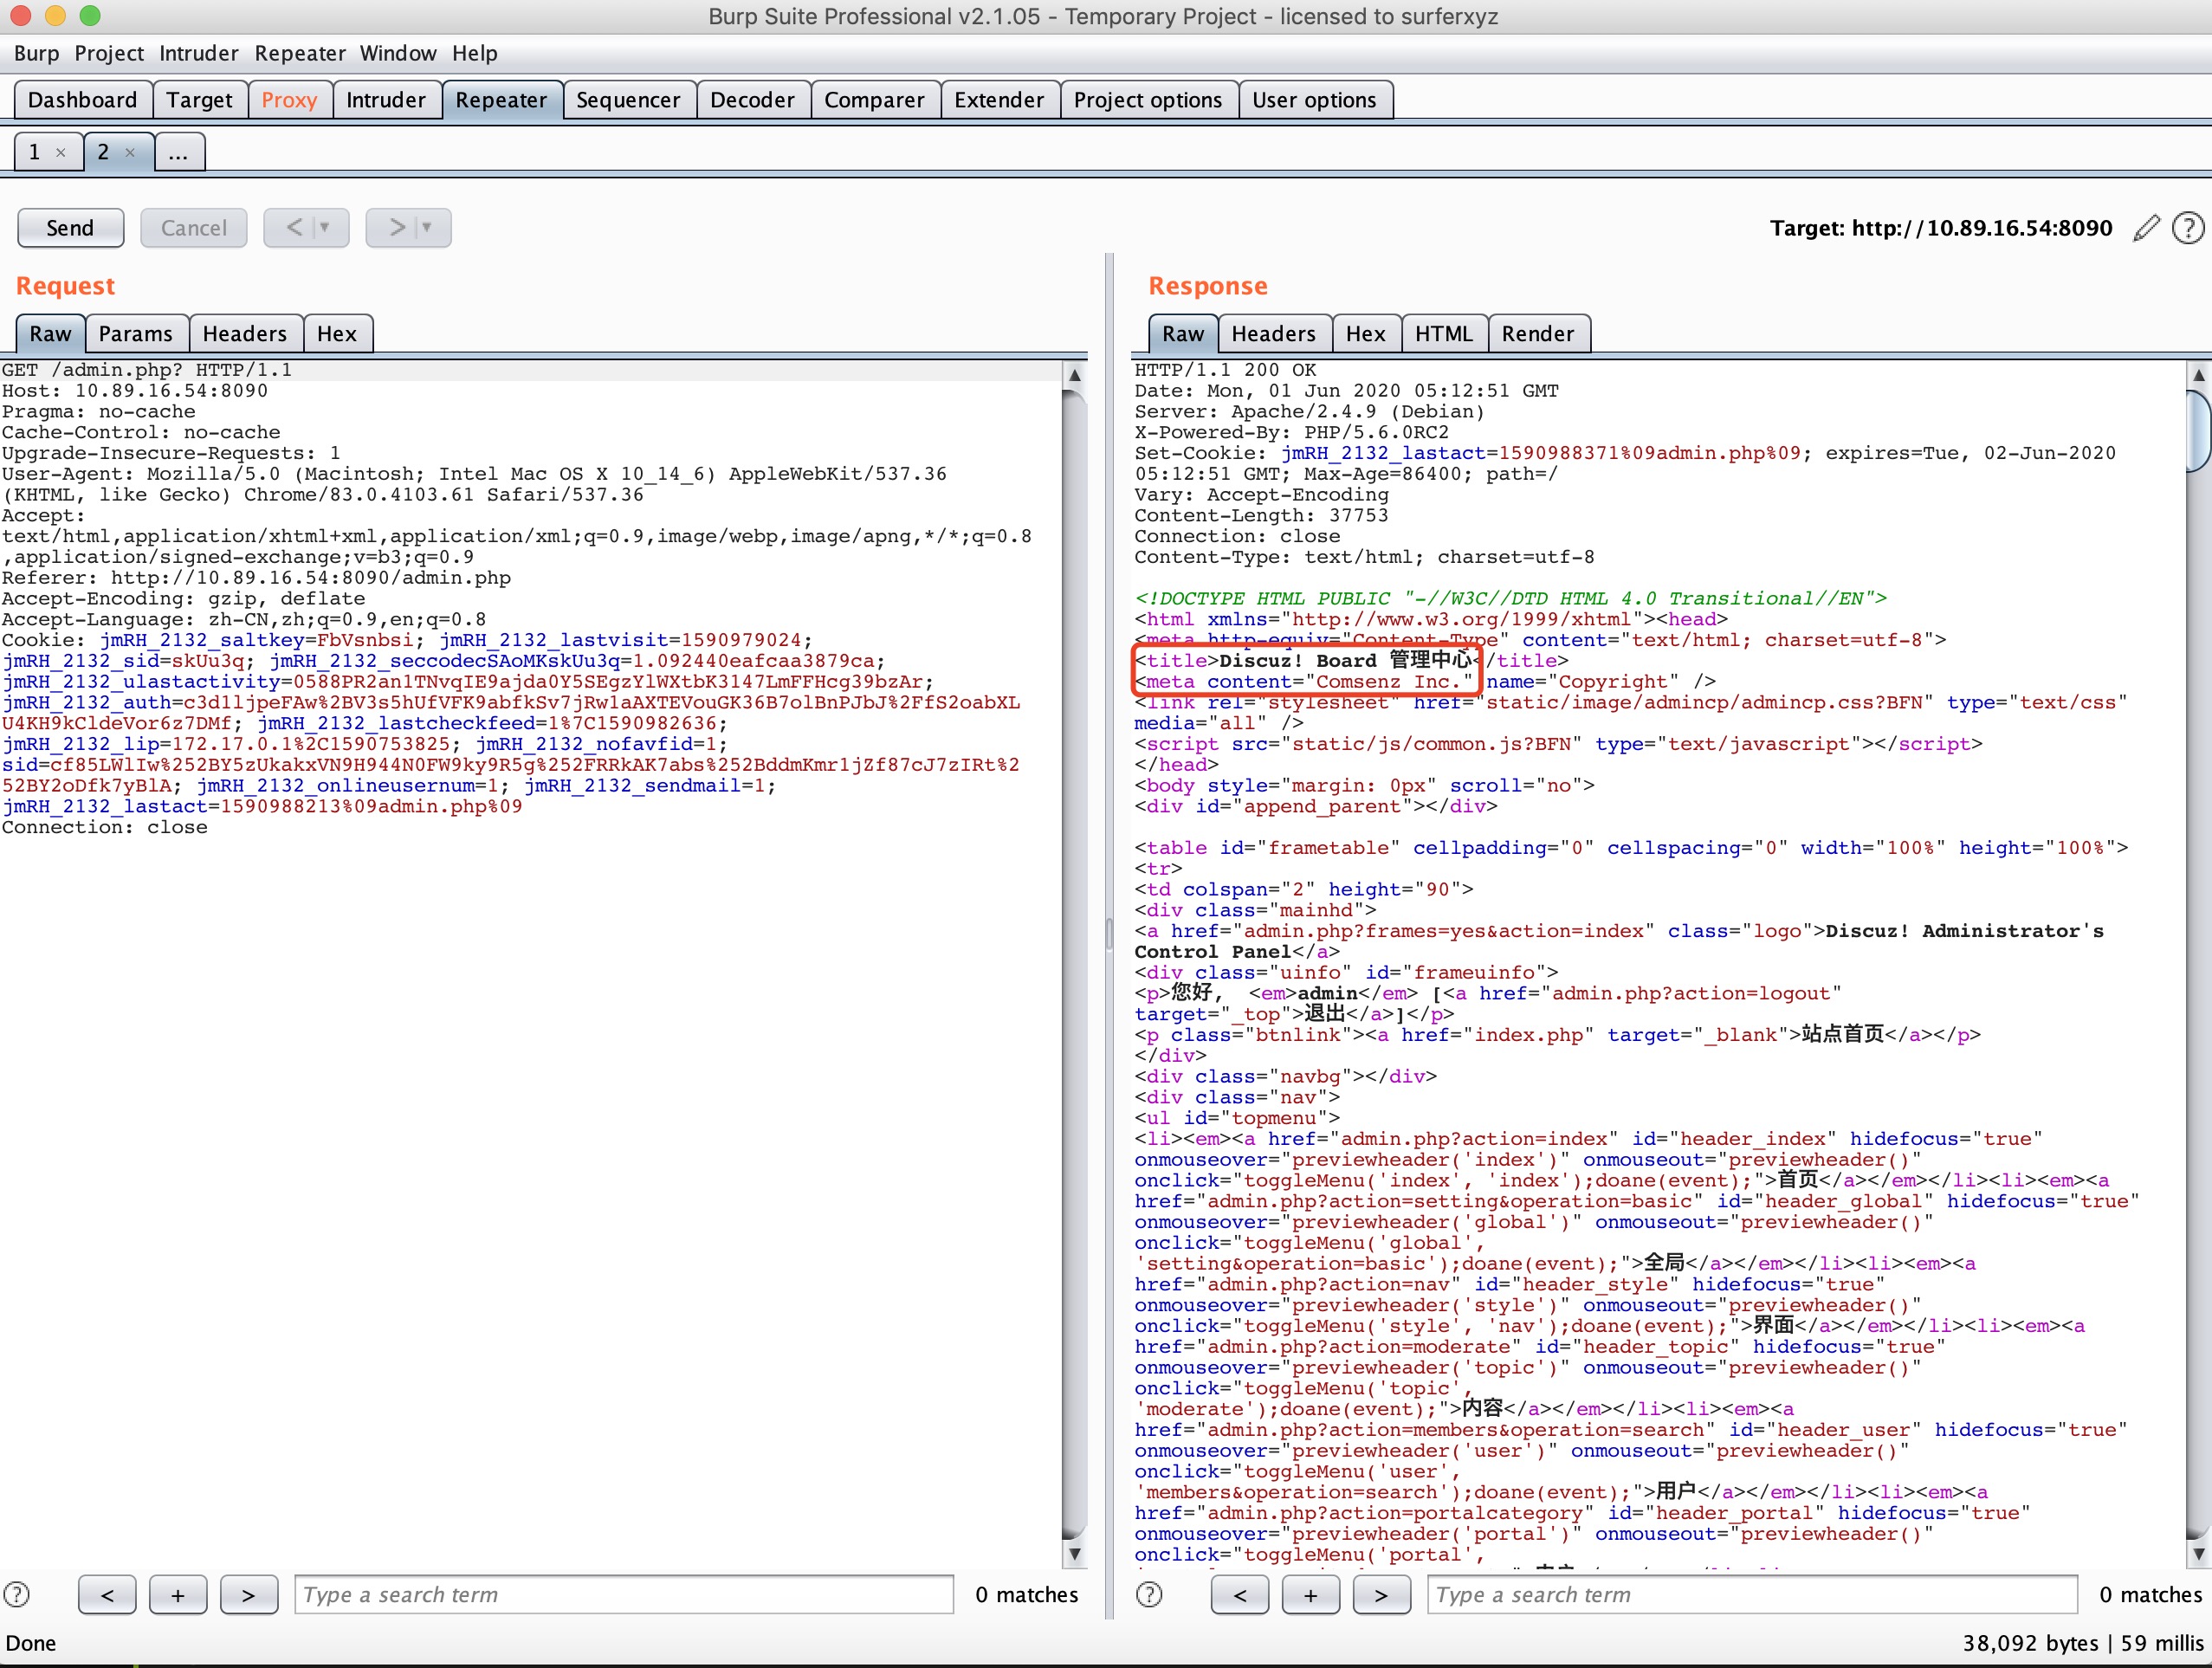 Burp Suite Professional v2.1.05 - Temporary Project - licensed to surferxyz
Burp Project Intruder Repeater Window Help
Dashboard Target Proxy Intruder Repeater Sequencer Decoder Comparer Extender Project options User options
1 × 2 × ...
Send Cancel < > Target: http://10.89.16.54:8090 ?
Request
Raw Params Headers Hex
GET /admin.php? HTTP/1.1
Host: 10.89.16.54:8090
Pragma: no-cache
Cache-Control: no-cache
Upgrade-Insecure-Requests: 1
User-Agent: Mozilla/5.0 (Macintosh; Intel Mac OS X 10_14_6) AppleWebKit/537.36
(KHTML, like Gecko) Chrome/83.0.4103.61 Safari/537.36
Accept:
text/html,application/xhtml+xml,application/xml;q=0.9,image/webp,image/apng,*/*;q=0.8
,application/signed-exchange;v=b3;q=0.9
Referer: http://10.89.16.54:8090/admin.php
Accept-Encoding: gzip, deflate
Accept-Language: zh-CN,zh;q=0.9,en;q=0.8
Cookie: jmRH_2132_saltkey=FbVsnbsi; jmRH_2132_lastvisit=1590979024;
jmRH_2132_sid=skUu3q; jmRH_2132_seccodecSAoMKskUu3q=1.092440eafcaa3879ca;
jmRH_2132_ulastactivity=0588PR2an1TNvqIE9ajda0Y5SEgzYlWXtbK3147LmFFHcg39bzAr;
jmRH_2132_auth=c3d1ljpeFAw%2BV3s5hUfVFK9abfkSv7jRw1aAXTEVouGK36B7olBnPJbJ%2FfS2oabXL
U4KH9kCldeVor6z7DMf; jmRH_2132_lastcheckfeed=1%7C1590982636;
jmRH_2132_lip=172.17.0.1%2C1590753825; jmRH_2132_nofavfid=1;
sid=cf85LWlIw%252BY5zUkakxVN9H944N0FW9ky9R5g%252FRRkAK7abs%252BddmKmr1jZf87cJ7zIRt%2
52BY2oDfk7yBlA; jmRH_2132_onlineusernum=1; jmRH_2132_sendmail=1;
jmRH_2132_lastact=1590988213%09admin.php%09
Connection: close
? < + > Type a search term 0 matches
Response
Raw Headers Hex HTML Render
HTTP/1.1 200 OK
Date: Mon, 01 Jun 2020 05:12:51 GMT
Server: Apache/2.4.9 (Debian)
X-Powered-By: PHP/5.6.0RC2
Set-Cookie: jmRH_2132_lastact=1590988371%09admin.php%09; expires=Tue, 02-Jun-2020
05:12:51 GMT; Max-Age=86400; path=/
Vary: Accept-Encoding
Content-Length: 37753
Connection: close
Content-Type: text/html; charset=utf-8
<!DOCTYPE HTML PUBLIC "-//W3C//DTD HTML 4.0 Transitional//EN">
<html xmlns="http://www.w3.org/1999/xhtml"><head>
<meta http-equiv="Content-Type" content="text/html; charset=utf-8">
<title>Discuz! Board 管理中心</title>
<meta content="Comsenz Inc." name="Copyright" />
<link rel="stylesheet" href="static/image/admincp/admincp.css?BFN" type="text/css"
media="all" />
<script src="static/js/common.js?BFN" type="text/javascript"></script>
</head>
<body style="margin: 0px" scroll="no">
<div id="append_parent"></div>
<table id="frametable" cellpadding="0" cellspacing="0" width="100%" height="100%">
<tr>
<td colspan="2" height="90">
<div class="mainhd">
<a href="admin.php?frames=yes&action=index" class="logo">Discuz! Administrator's
Control Panel</a>
<div class="uinfo" id="frameuinfo">
<p>您好, <em>admin</em> [<a href="admin.php?action=logout"
target="_top">退出</a>]</p>
<p class="btnlink"><a href="index.php" target="_blank">站点首页</a></p>
</div>
<div class="navbg"></div>
<div class="nav">
<ul id="topmenu">
<li><em><a href="admin.php?action=index" id="header_index" hidefocus="true"
onmouseover="previewheader('index')" onmouseout="previewheader()"
onclick="toggleMenu('index', 'index');doane(event);">首页</a></em></li><li><em><a
href="admin.php?action=setting&operation=basic" id="header_global" hidefocus="true"
onmouseover="previewheader('global')" onmouseout="previewheader()"
onclick="toggleMenu('global',
'setting&operation=basic');doane(event);">全局</a></em></li><li><em><a
href="admin.php?action=nav" id="header_style" hidefocus="true"
onmouseover="previewheader('style')" onmouseout="previewheader()"
onclick="toggleMenu('style', 'nav');doane(event);">界面</a></em></li><li><em><a
href="admin.php?action=moderate" id="header_topic" hidefocus="true"
onmouseover="previewheader('topic')" onmouseout="previewheader()"
onclick="toggleMenu('topic',
'moderate');doane(event);">内容</a></em></li><li><em><a
href="admin.php?action=members&operation=search" id="header_user" hidefocus="true"
onmouseover="previewheader('user')" onmouseout="previewheader()"
onclick="toggleMenu('user',
'members&operation=search');doane(event);">用户</a></em></li><li><em><a
href="admin.php?action=portalcategory" id="header_portal" hidefocus="true"
onmouseover="previewheader('portal')" onmouseout="previewheader()"
onclick="toggleMenu('portal',
? < + > Type a search term 0 matches
Done 38,092 bytes | 59 millis